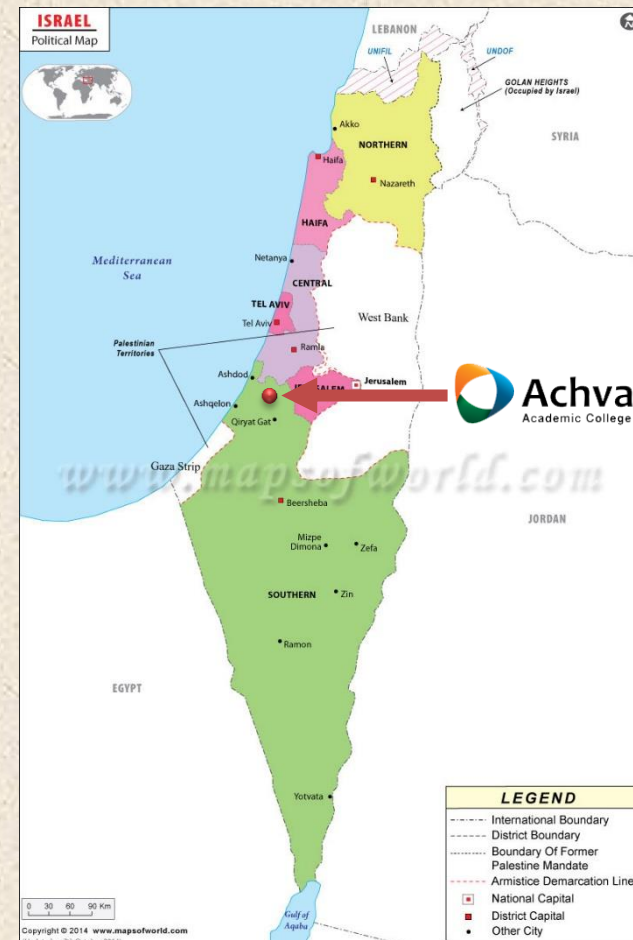 ISRAEL
Political Map
LEBANON
UNIFIL
UNDOF
GOLAN HEIGHTS
(Occupied by Israel)
SYRIA
Akko
NORTHERN
Haifa
Nazareth
HAIFA
Mediterranean
Sea
Netanya
CENTRAL
TEL AVIV
Tel Aviv
West Bank
Palestinian
Territories
Ramla
Ashdod
JERUSALEM
Jerusalem
Achva
Academic College
Ashqelon
Qiryat Gat
Gaza Strip
www.mapsofworld.com
Beersheba
JORDAN
Mizpe
Dimona
Zefa
SOUTHERN
Zin
Ramon
EGYPT
Yotvata
LEGEND
International Boundary
District Boundary
Boundary Of Former
Palestine Mandate
Armistice Demarcation Line
National Capital
District Capital
Other City
0 30 60 90 Km
Gulf of
Aqaba
Copyright © 2014 www.mapsofworld.com